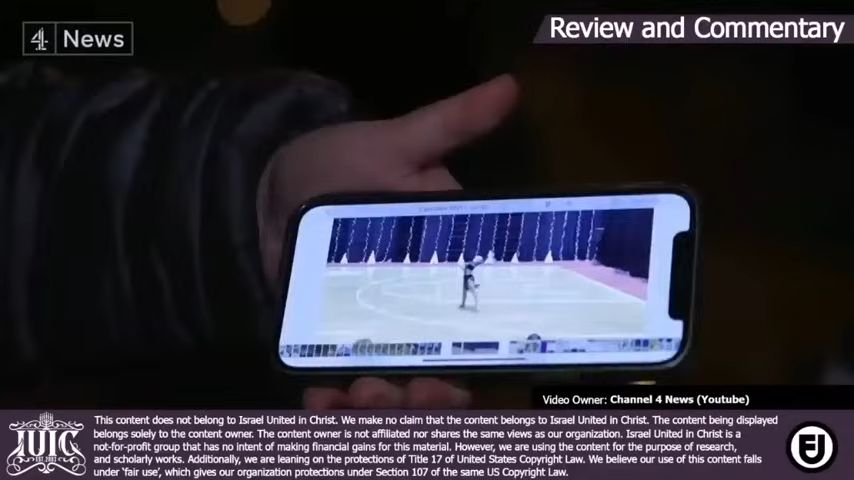 4 News
Review and Commentary
Video Owner: Channel 4 News (Youtube)
This content does not belong to Israel United in Christ. We make no claim that the content belongs to Israel United in Christ. The content being displayed
belongs solely to the content owner. The content owner is not affiliated nor shares the same views as our organization. Israel United in Christ is a
not-for-profit group that has no intent of making financial gains for this material. However, we are using the content for the purpose of research,
and scholarly works. Additionally, we are leaning on the protections of Title 17 of United States Copyright Law. We believe our use of this content falls
under 'fair use', which gives our organization protections under Section 107 of the same US Copyright Law.
IUIC
EST. 2003